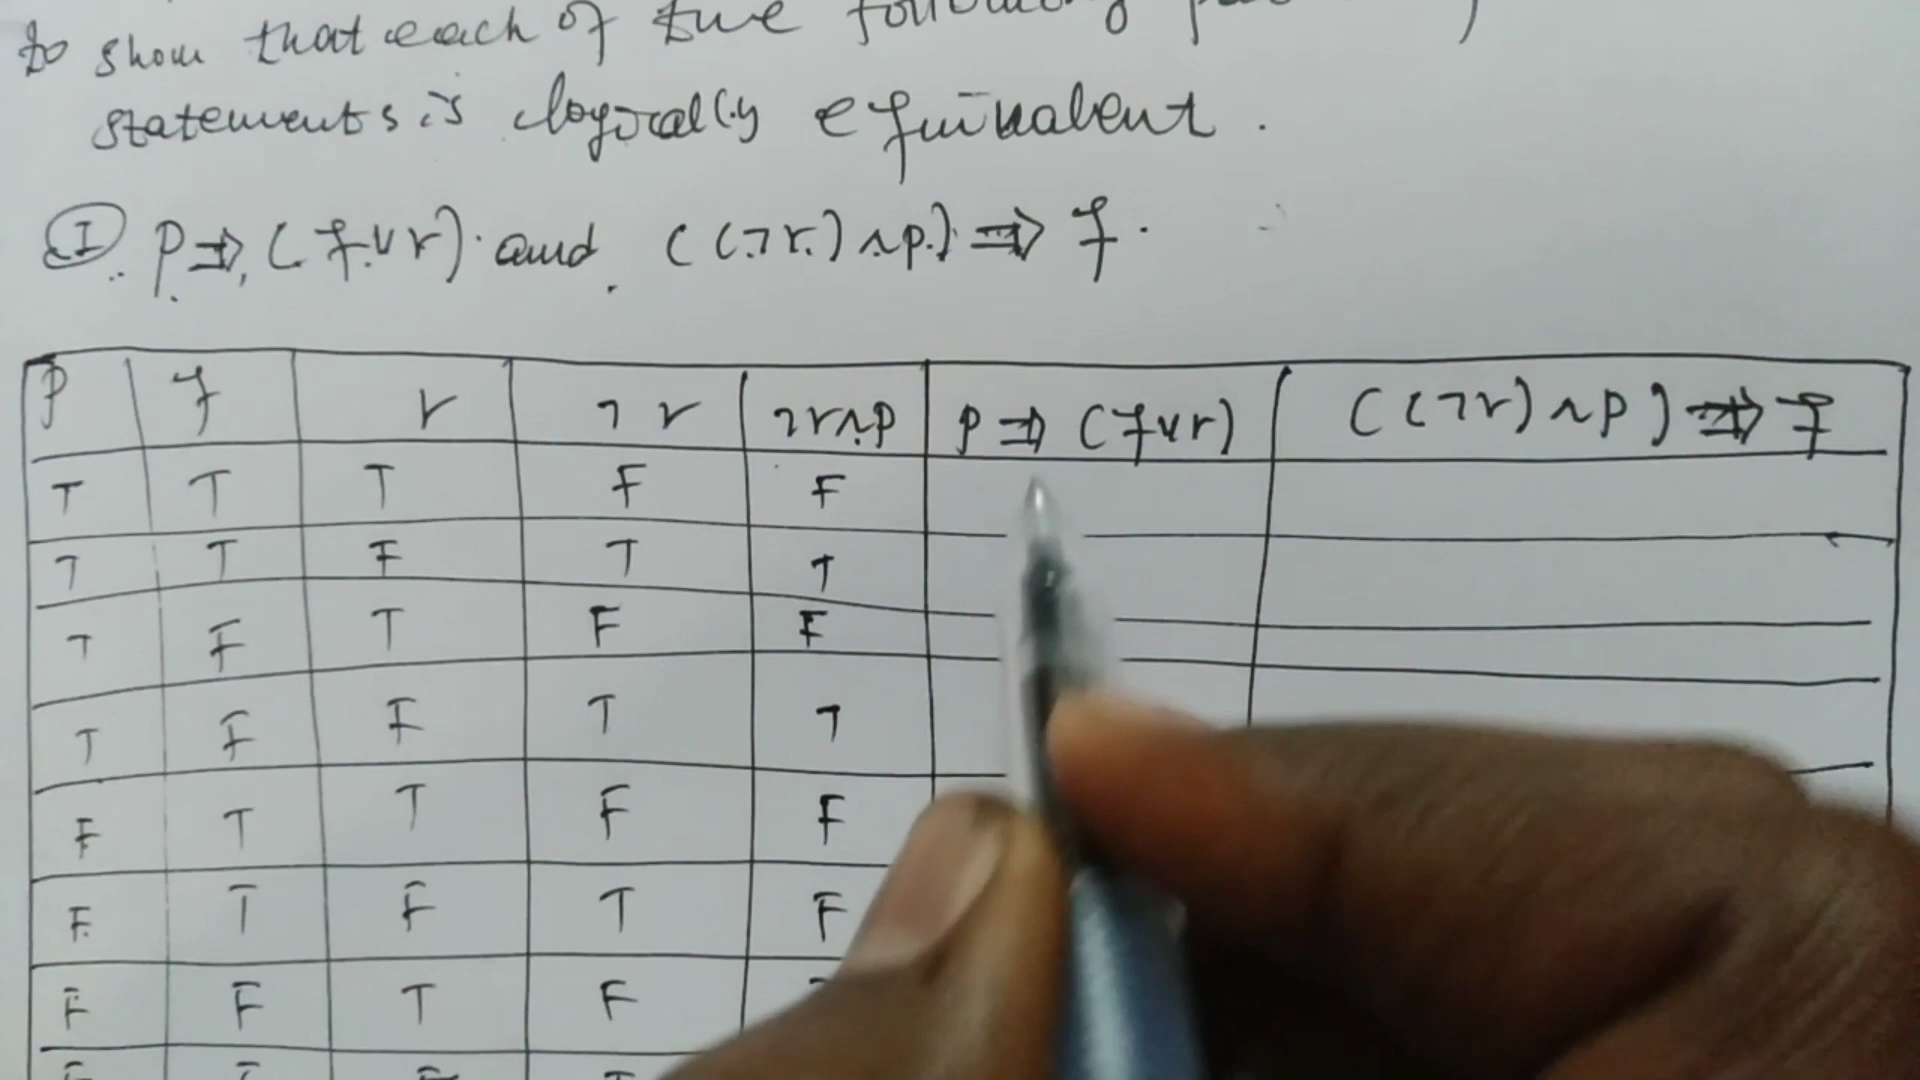 to show that each of the following
statements is logically equivalent.
I p ⇒ (q ∨ r) and ((¬r) ∧ p) ⇒ q.
p q r ¬r ¬r∧p p ⇒ (q ∨ r) ((¬r) ∧ p) ⇒ q
T T T F F
T T F T T
T F T F F
T F F T T
F T T F F
F T F T F
F F T F